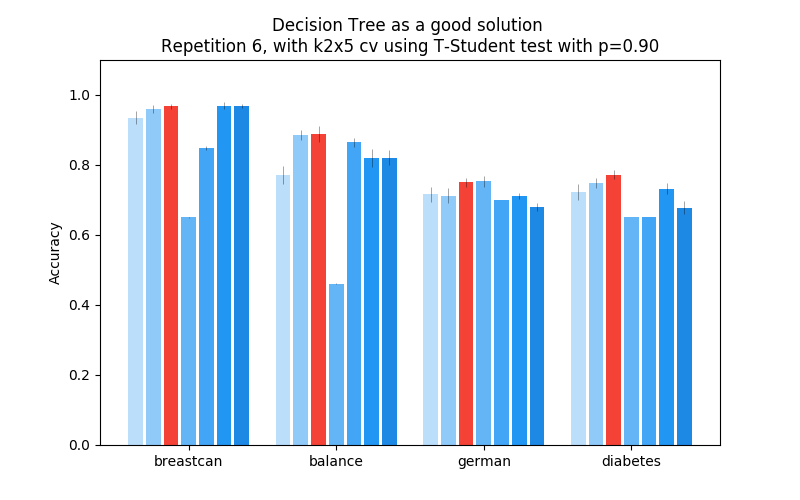 Decision Tree as a good solution
Repetition 6, with k2x5 cv using T-Student test with p=0.90
1.0
0.8
0.6
0.4
0.2
0.0
Accuracy
breastcan
balance
german
diabetes